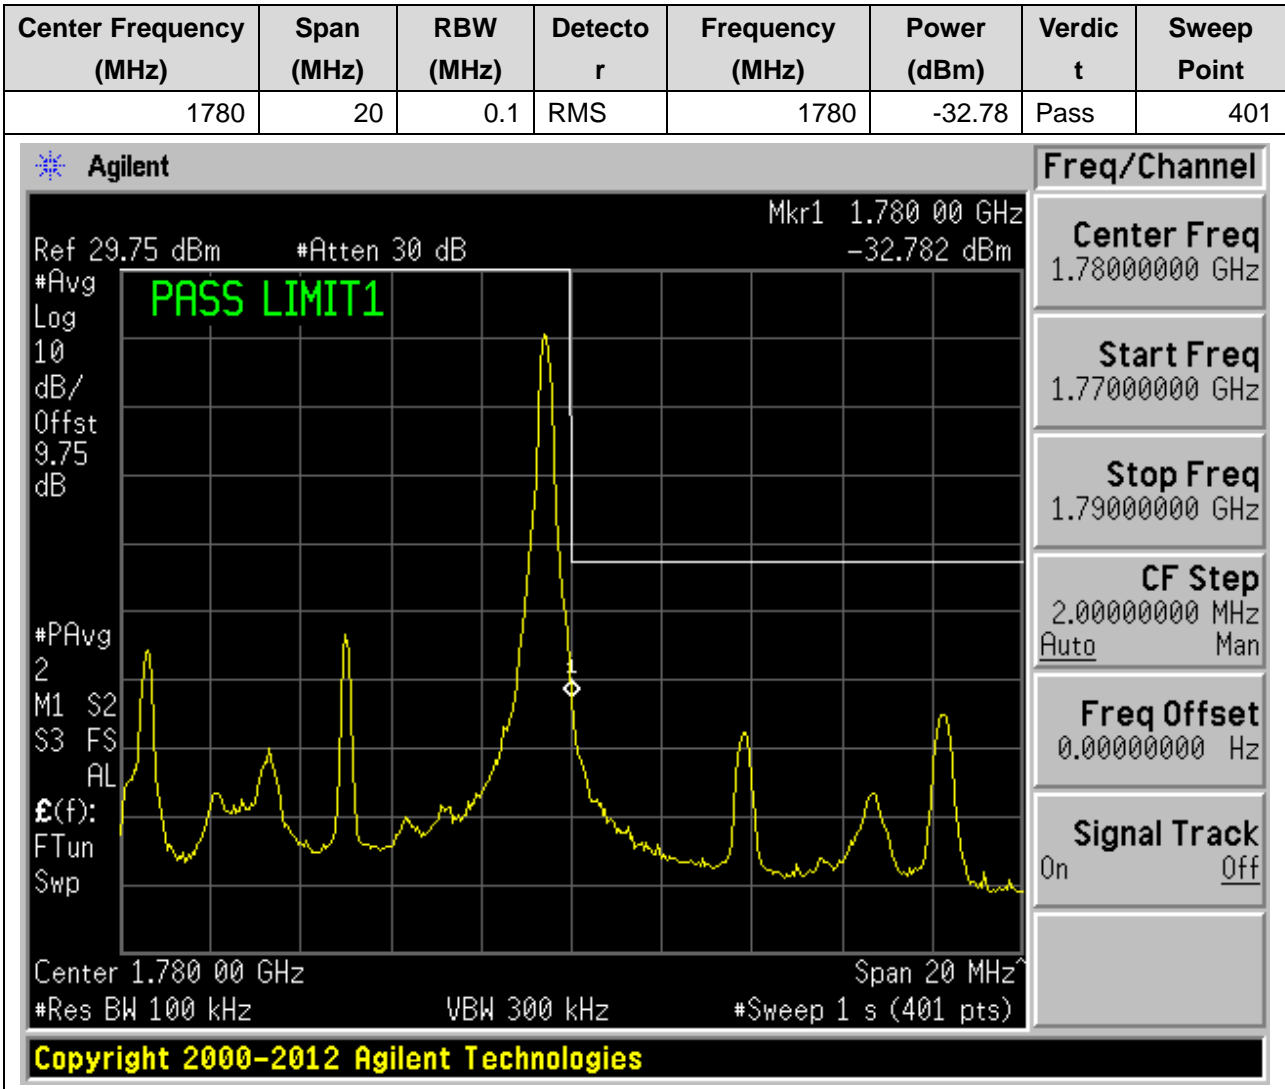 Center Frequency (MHz) Span (MHz) RBW (MHz) Detecto r Frequency (MHz) Power (dBm) Verdic t Sweep Point
1780 20 0.1 RMS 1780 -32.78 Pass 401
Agilent
Freq/Channel
Mkr1 1.780 00 GHz
Ref 29.75 dBm #Atten 30 dB -32.782 dBm
#Avg
Log
10
dB/
Offst
9.75
dB
PASS LIMIT1
1
#PAvg
2
M1 S2
S3 FS
AL
£(f):
FTun
Swp
Center 1.780 00 GHz Span 20 MHz^
#Res BW 100 kHz VBW 300 kHz #Sweep 1 s (401 pts)
Center Freq
1.78000000 GHz
Start Freq
1.77000000 GHz
Stop Freq
1.79000000 GHz
CF Step
2.00000000 MHz
Auto Man
Freq Offset
0.00000000 Hz
Signal Track
On Off
Copyright 2000-2012 Agilent Technologies